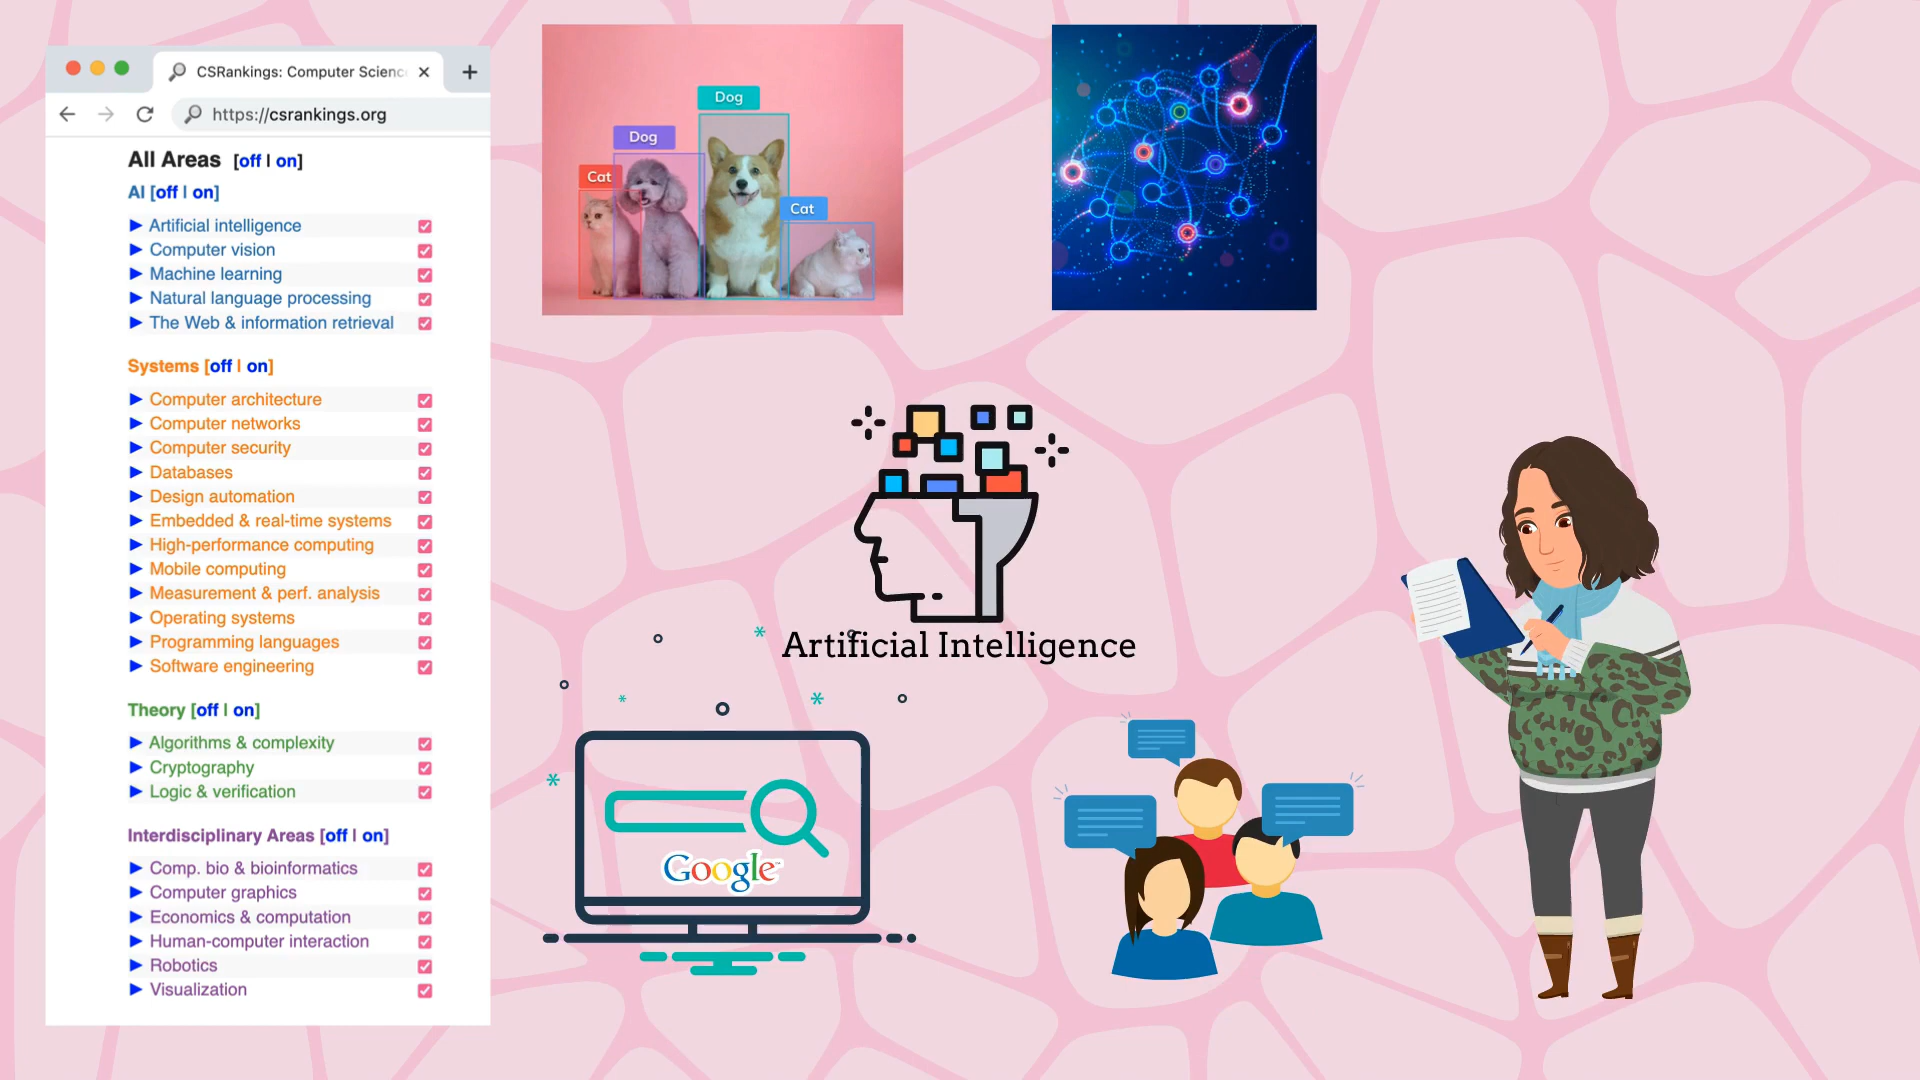 CSRankings: Computer Scienc
https://csrankings.org
All Areas [off | on]
AI [off | on]
Artificial intelligence
Computer vision
Machine learning
Natural language processing
The Web & information retrieval
Systems [off | on]
Computer architecture
Computer networks
Computer security
Databases
Design automation
Embedded & real-time systems
High-performance computing
Mobile computing
Measurement & perf. analysis
Operating systems
Programming languages
Software engineering
Theory [off | on]
Algorithms & complexity
Cryptography
Logic & verification
Interdisciplinary Areas [off | on]
Comp. bio & bioinformatics
Computer graphics
Economics & computation
Human-computer interaction
Robotics
Visualization
Dog
Dog
Cat
Cat
Artificial Intelligence
Google